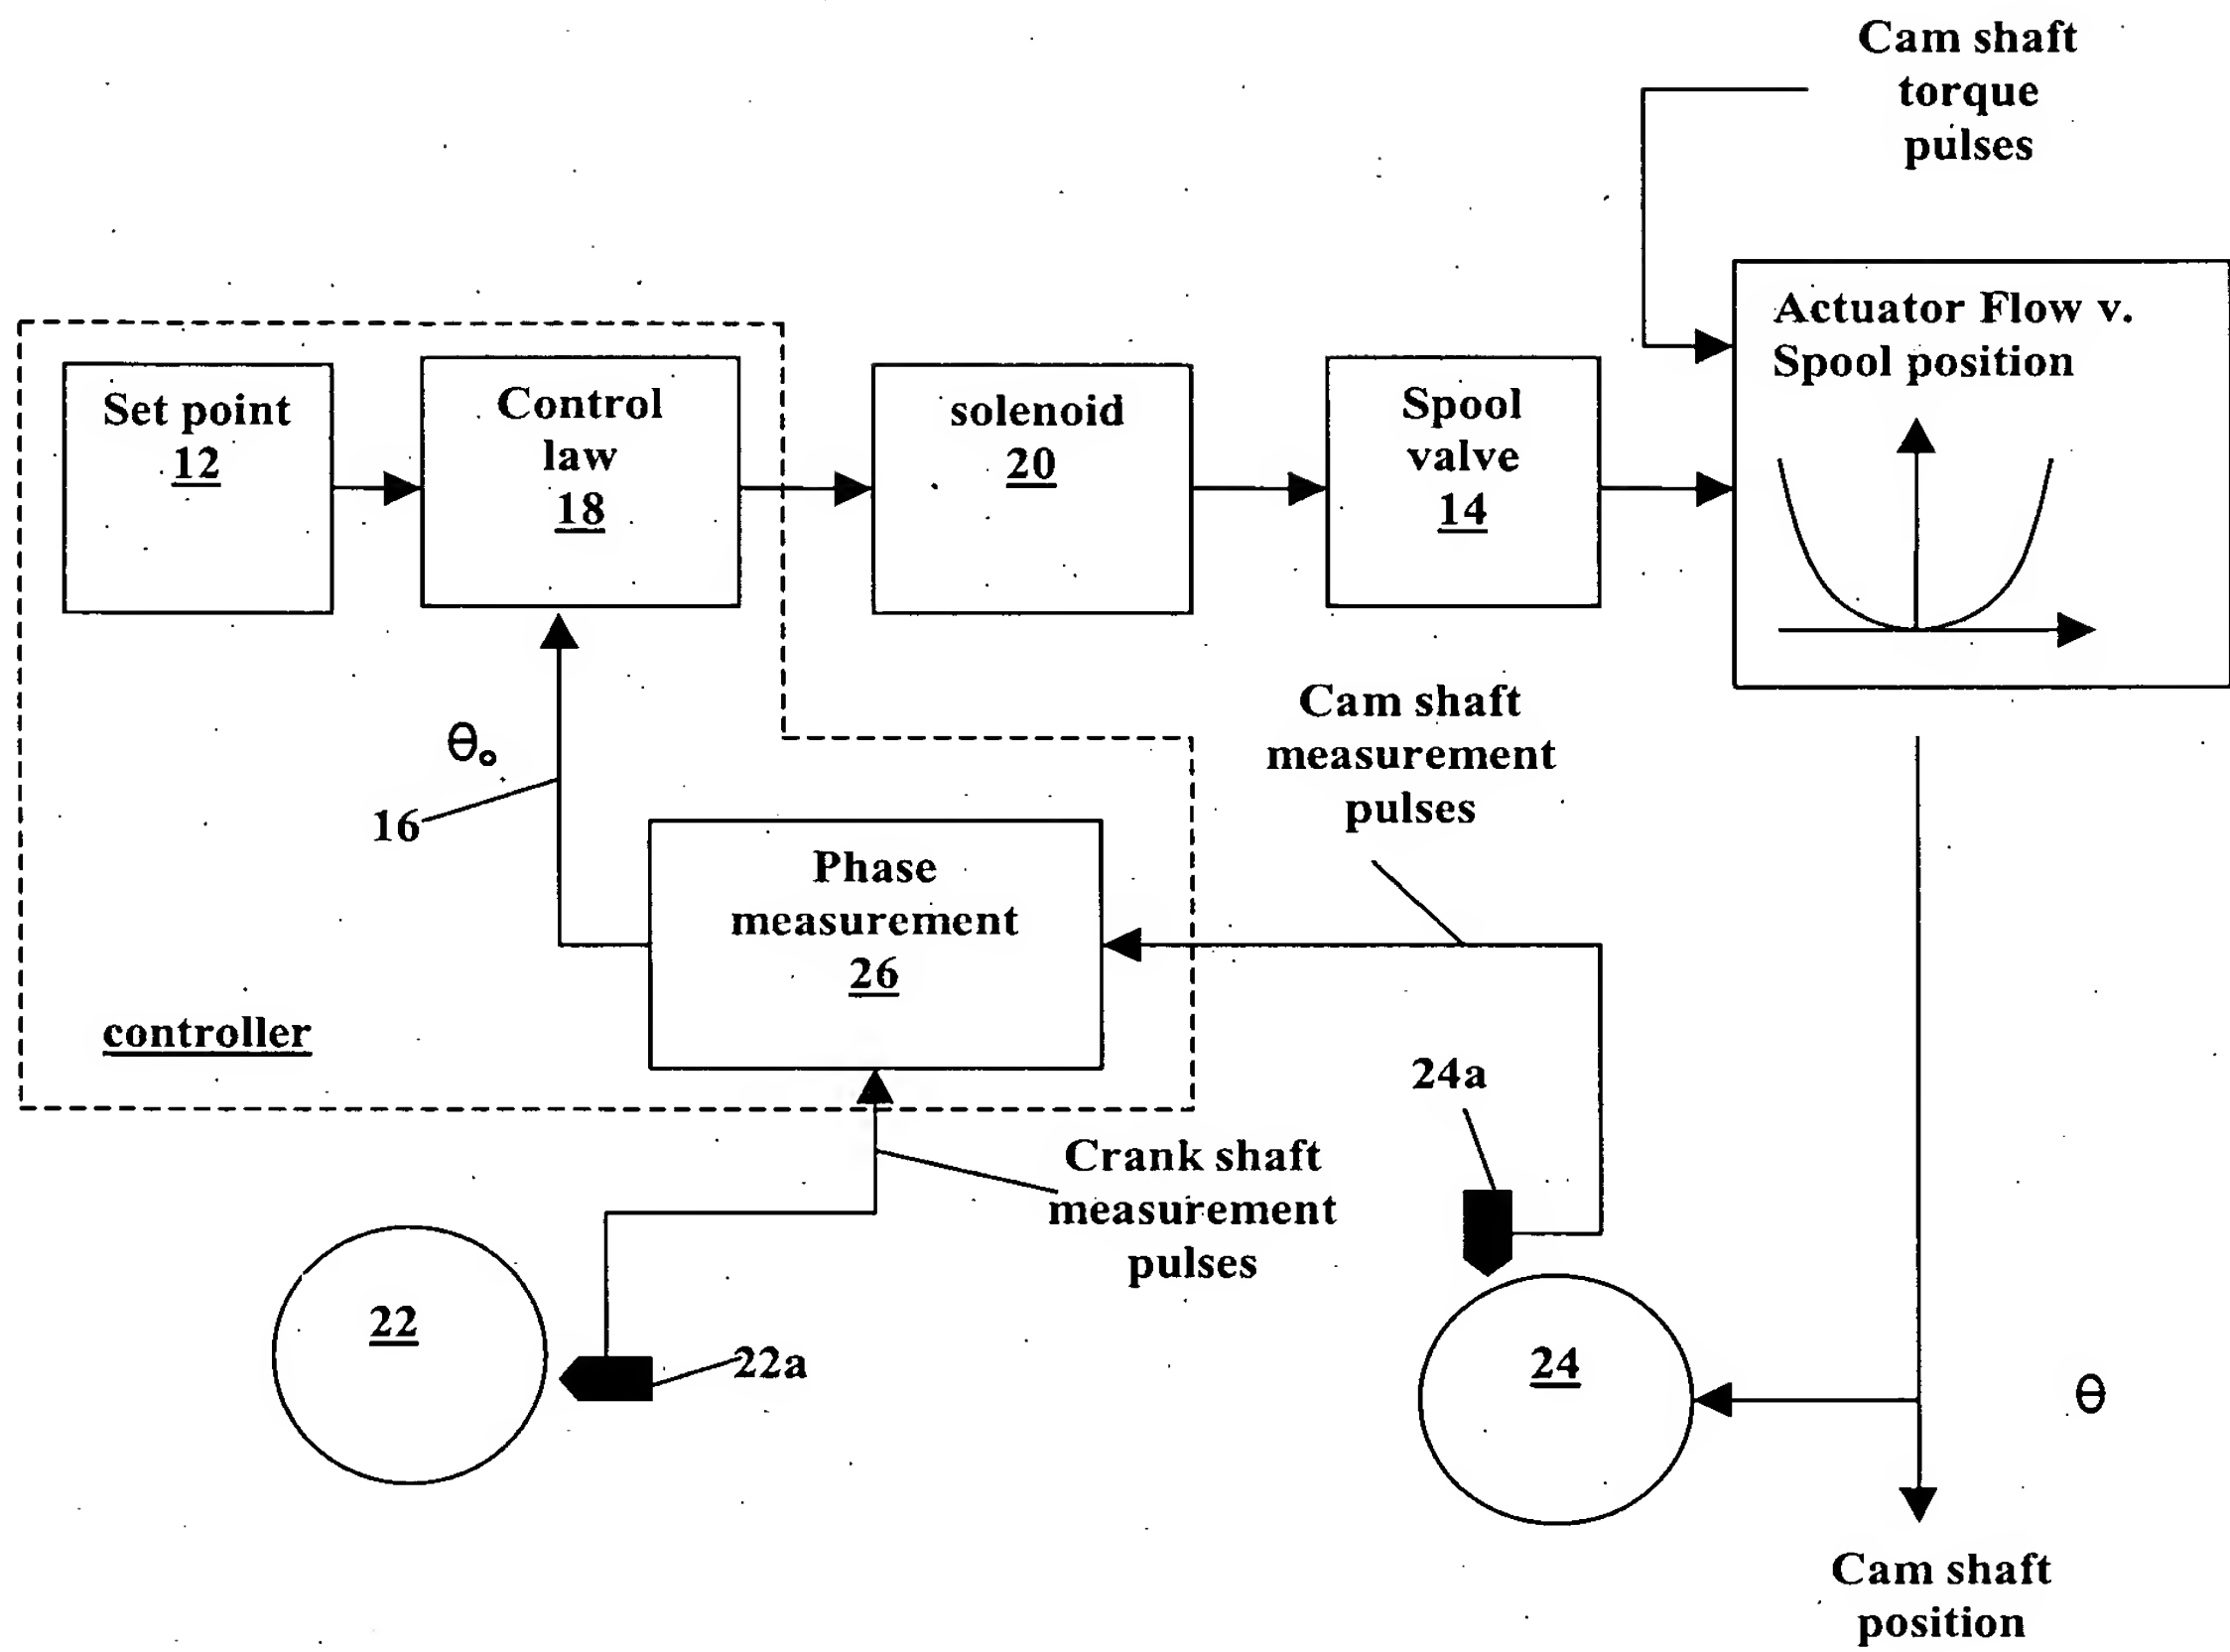 Cam shaft
torque
pulses
Actuator Flow v.
Spool position
Set point
12
Control
law
18
solenoid
20
Spool
valve
14
Cam shaft
measurement
pulses
θo
16
Phase
measurement
26
controller
24a
Crank shaft
measurement
pulses
22
22a
24
θ
Cam shaft
position